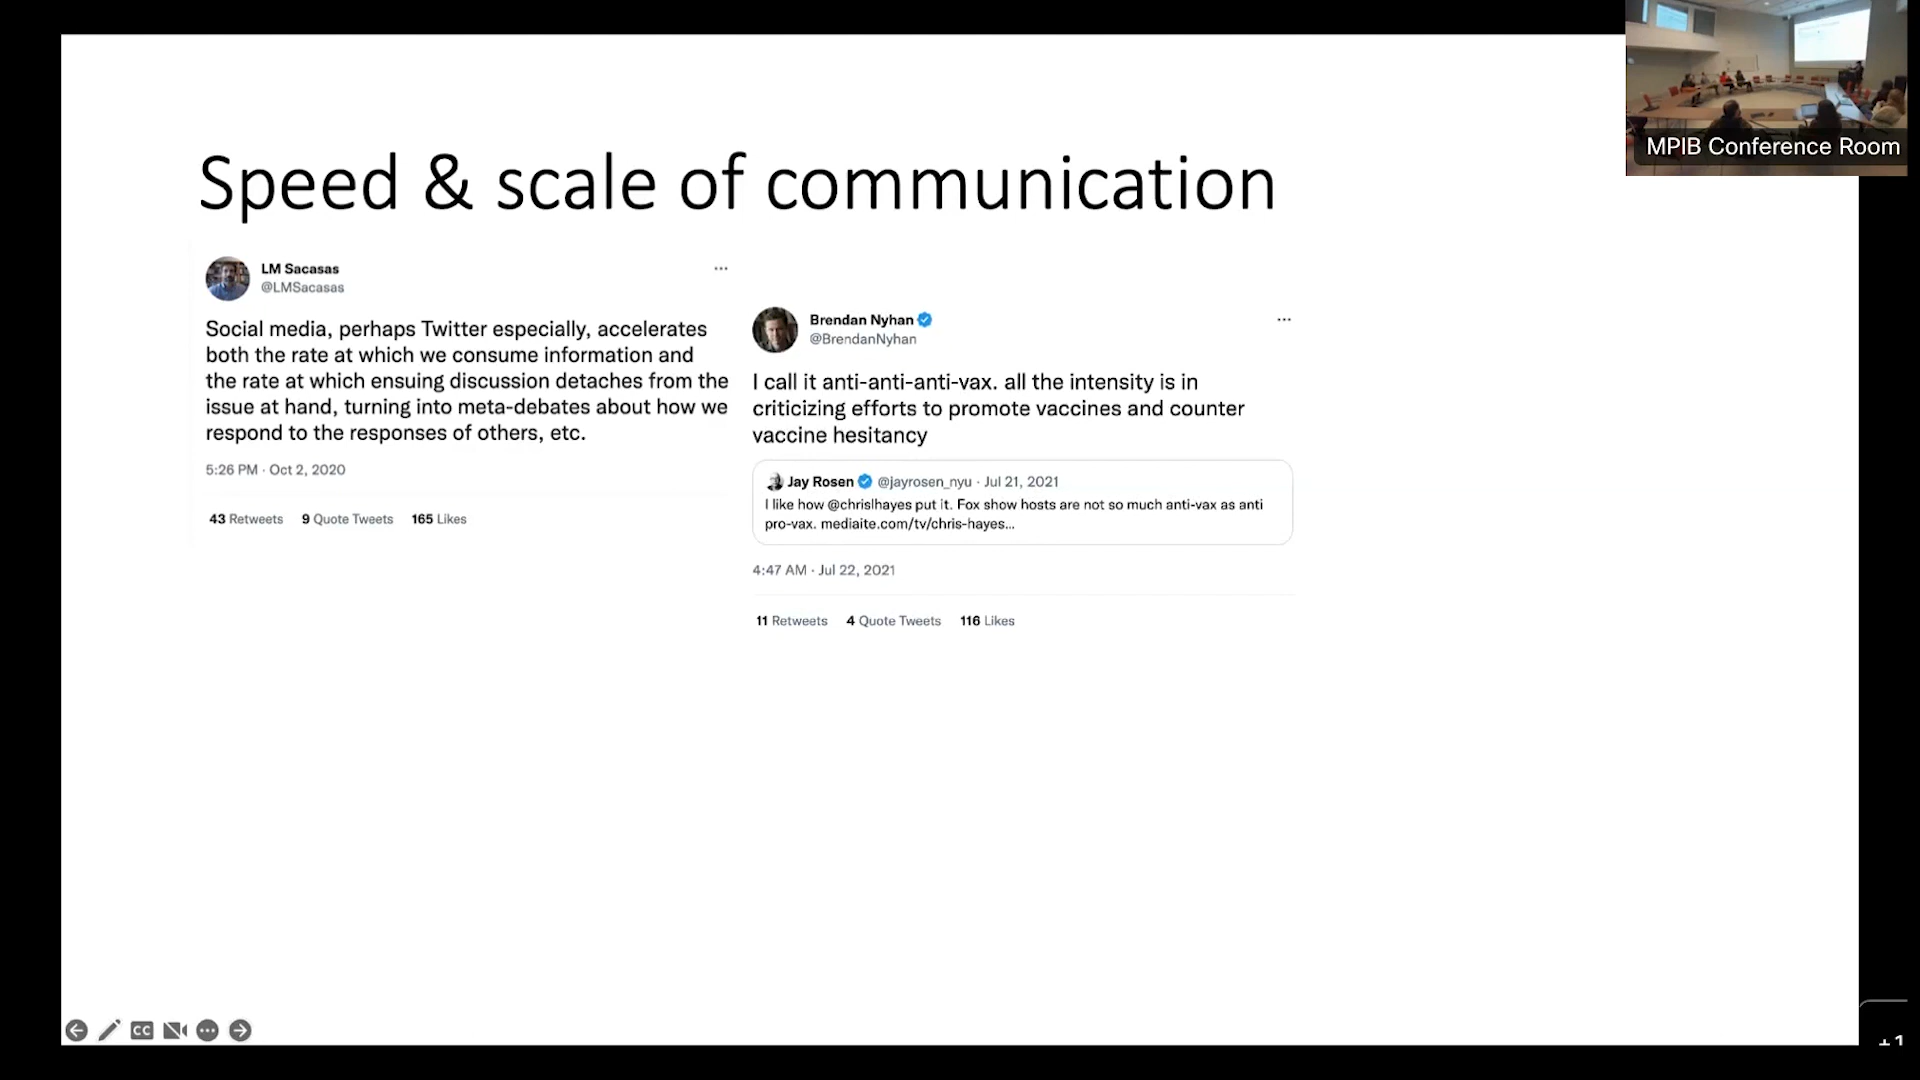 MPIB Conference Room
Speed & scale of communication
LM Sacasas
@LMSacasas
Social media, perhaps Twitter especially, accelerates
both the rate at which we consume information and
the rate at which ensuing discussion detaches from the
issue at hand, turning into meta-debates about how we
respond to the responses of others, etc.
5:26 PM · Oct 2, 2020
43 Retweets 9 Quote Tweets 165 Likes
Brendan Nyhan
@BrendanNyhan
I call it anti-anti-anti-vax. all the intensity is in
criticizing efforts to promote vaccines and counter
vaccine hesitancy
Jay Rosen @jayrosen_nyu · Jul 21, 2021
I like how @chrislhayes put it. Fox show hosts are not so much anti-vax as anti
pro-vax. mediaite.com/tv/chris-hayes...
4:47 AM · Jul 22, 2021
11 Retweets 4 Quote Tweets 116 Likes
CC
+1